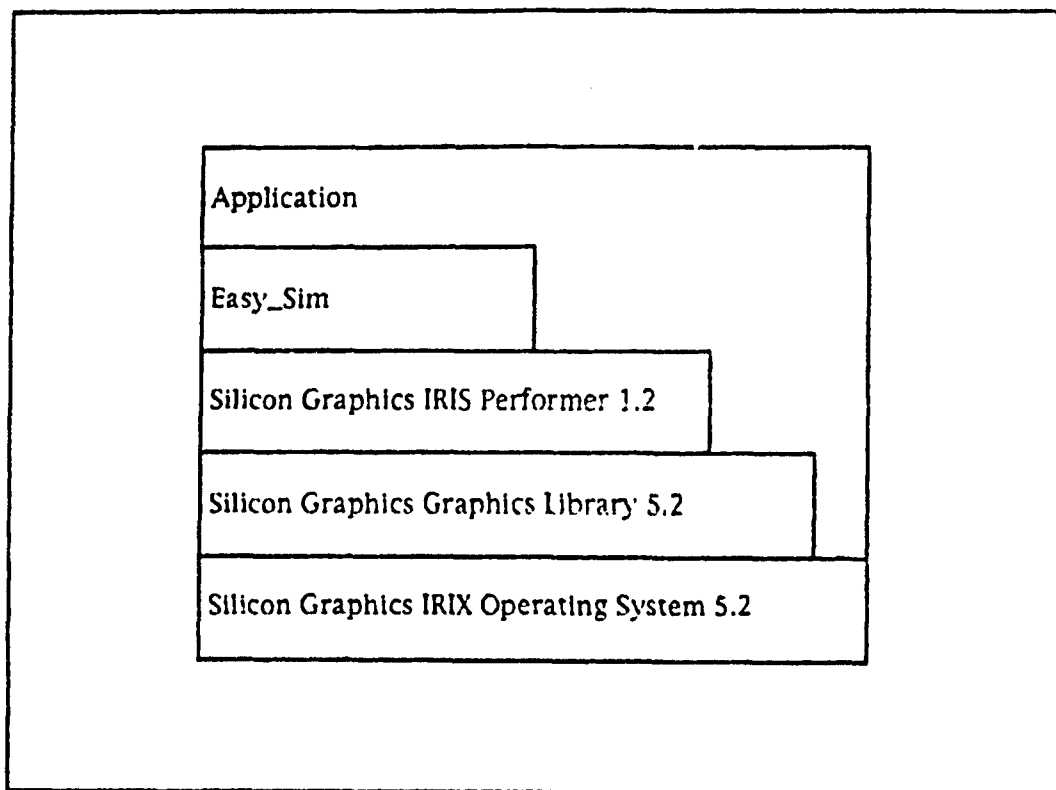 Application
Easy_Sim
Silicon Graphics IRIS Performer 1.2
Silicon Graphics Graphics Library 5.2
Silicon Graphics IRIX Operating System 5.2